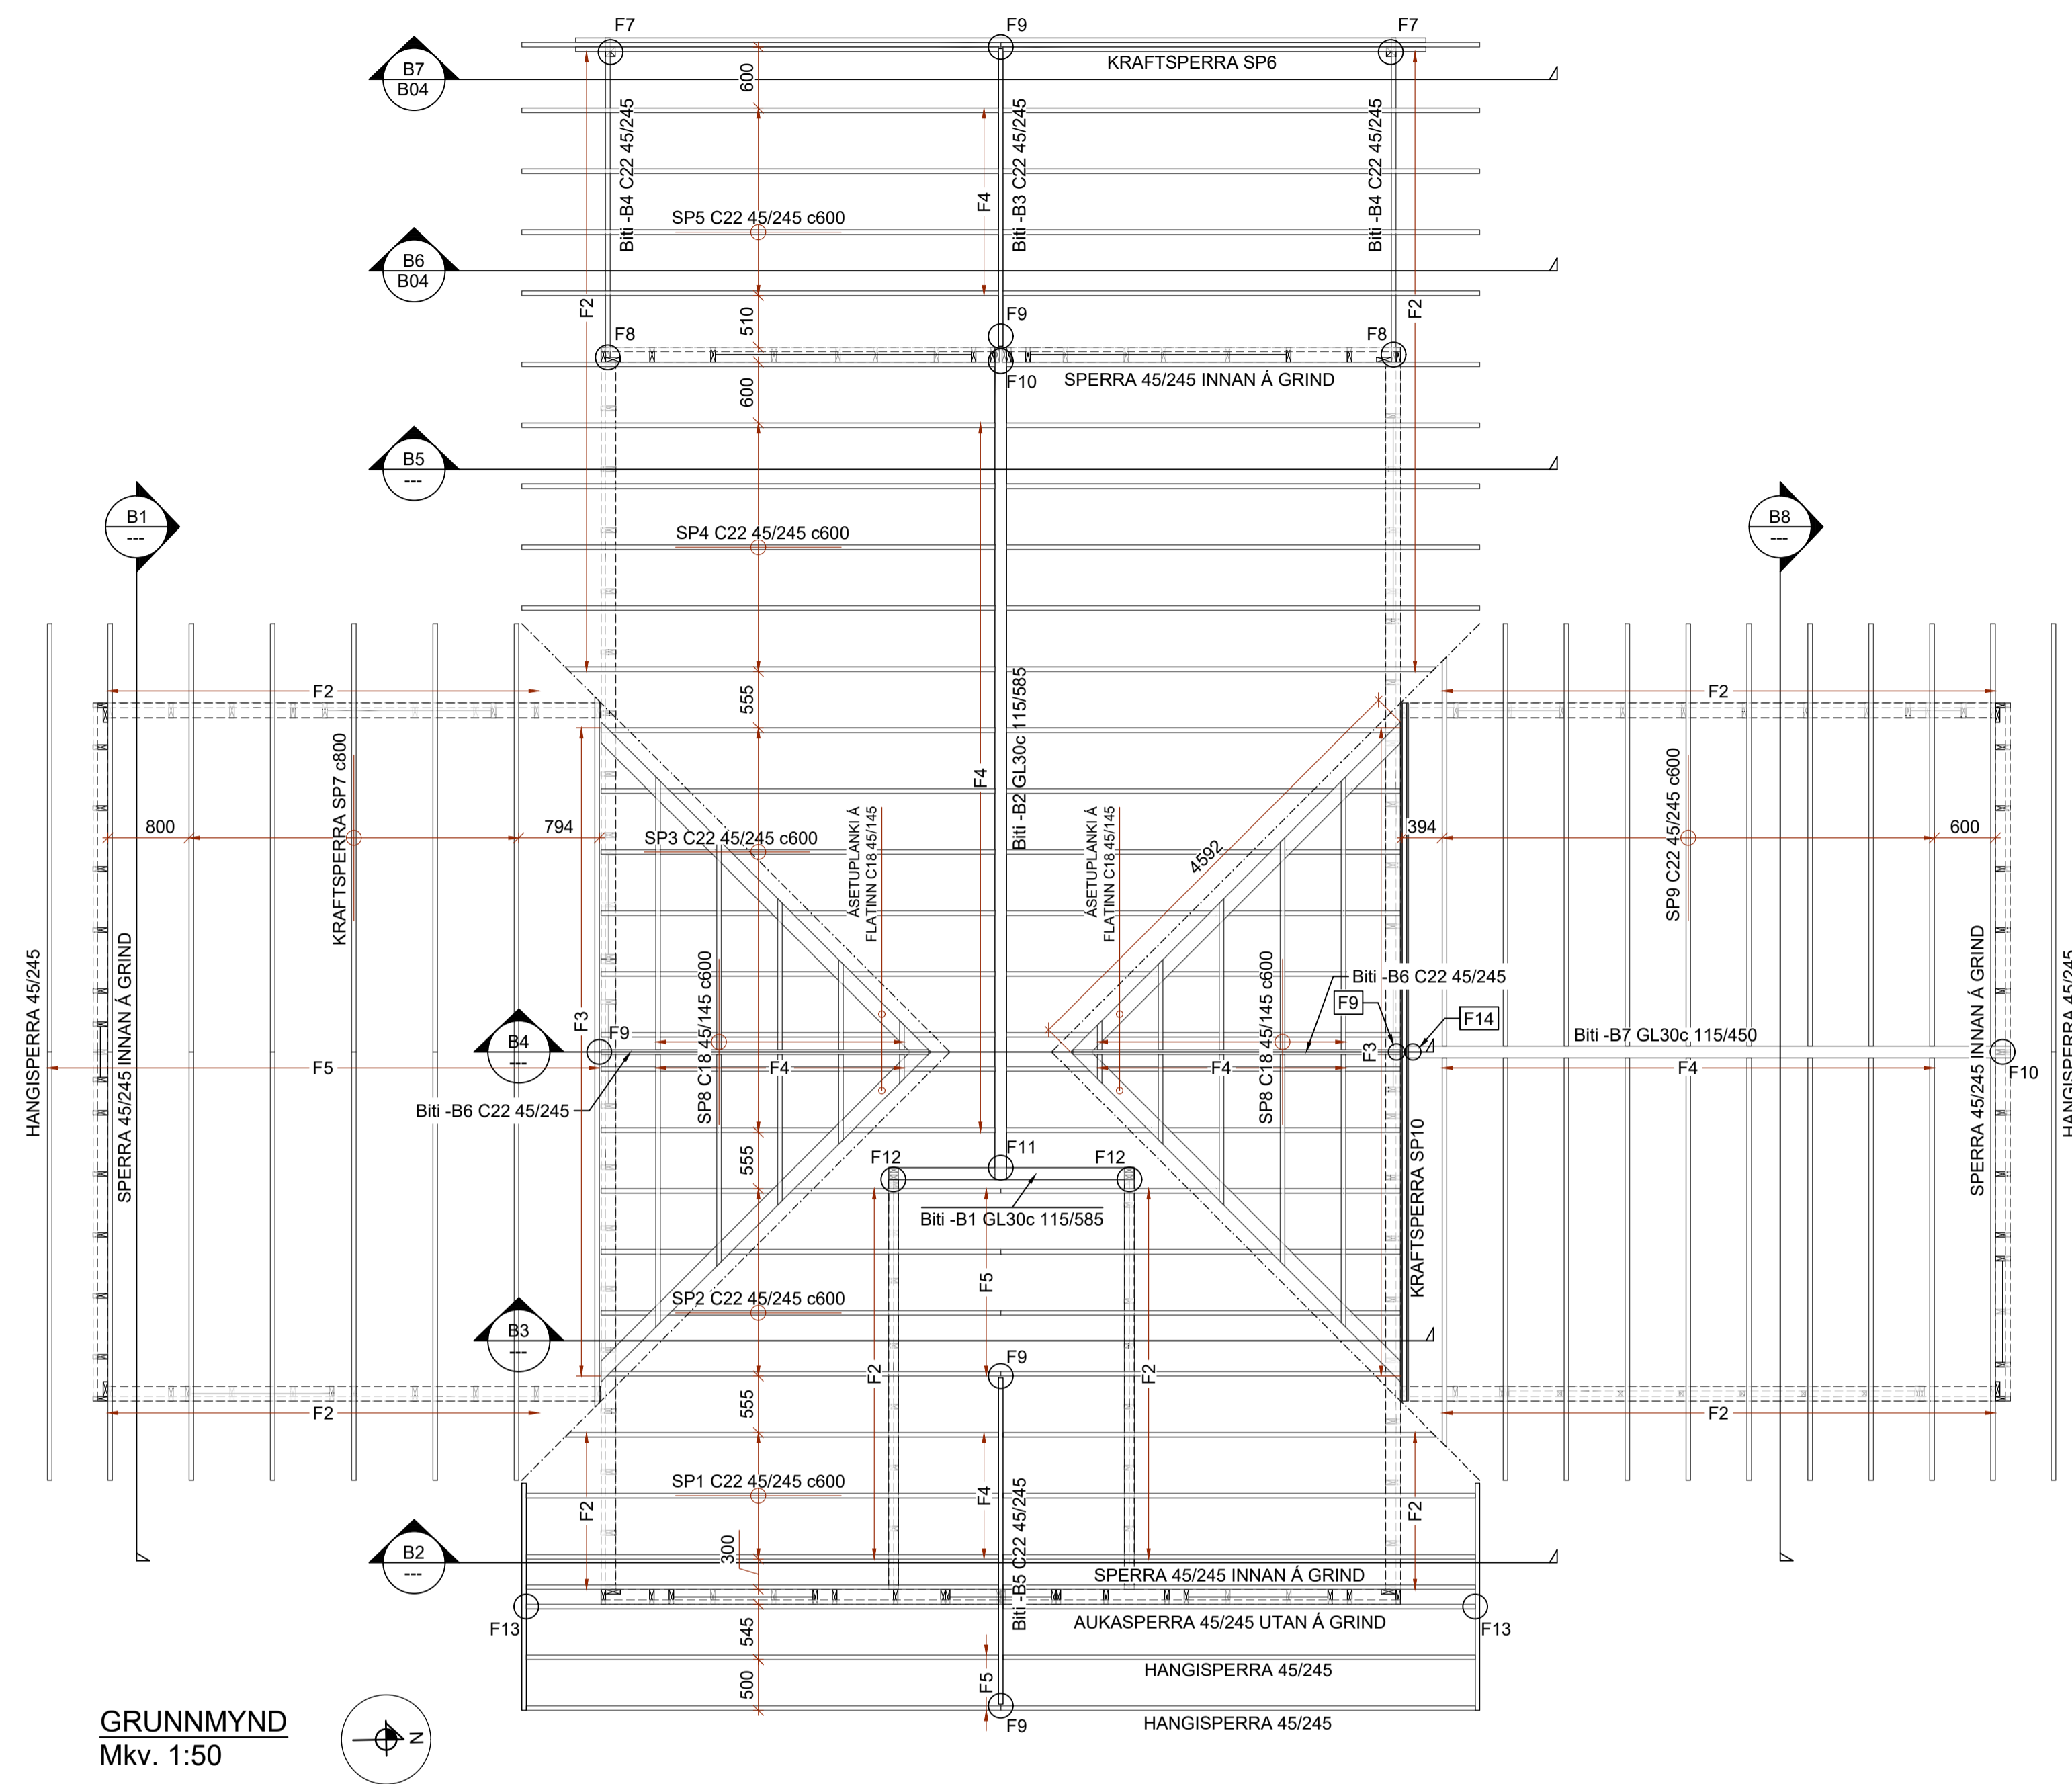 F7
F9
F7
B7
B04
KRAFTSPERRA SP6
600
Biti -B4 C22 45/245
Biti -B3 C22 45/245
Biti -B4 C22 45/245
F4
SP5 C22 45/245 c600
B6
B04
F2
510
F9
F2
F8
F8
F10
SPERRA 45/245 INNAN Á GRIND
600
B5
---
B1
---
B8
---
SP4 C22 45/245 c600
F2
555
Biti -B2 GL30c 115/585
F4
F2
KRAFTSPERRA SP7 c800
800
794
SP3 C22 45/245 c600
ÁSETUPLANKI Á
FLATINN C18 45/145
ÁSETUPLANKI Á
FLATINN C18 45/145
4592
394
SP9 C22 45/245 c600
600
HANGISPERRA 45/245
SPERRA 45/245 INNAN Á GRIND
SP8 C18 45/145 c600
SP8 C18 45/145 c600
Biti -B6 C22 45/245
F9
F14
SPERRA 45/245 INNAN Á GRIND
HANGISPERRA 45/245
F3
F9
B4
---
F3
Biti -B7 GL30c 115/450
F5
F4
F4
F4
F10
Biti -B6 C22 45/245
KRAFTSPERRA SP10
F11
F12
F12
555
Biti -B1 GL30c 115/585
F5
SP2 C22 45/245 c600
B3
---
F9
F2
F2
F2
555
F2
SP1 C22 45/245 c600
F2
F4
Biti -B5 C22 45/245
F2
300
B2
---
SPERRA 45/245 INNAN Á GRIND
F13
545
AUKASPERRA 45/245 UTAN Á GRIND
F13
HANGISPERRA 45/245
500
F5
F9
HANGISPERRA 45/245
GRUNNMYND
Mkv. 1:50
N